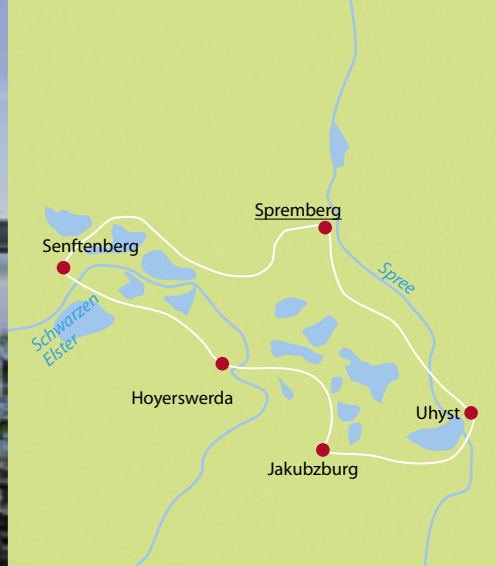 Spremberg
Senftenberg
Spree
Schwarzen
Elster
Hoyerswerda
Uhyst
Jakubzburg